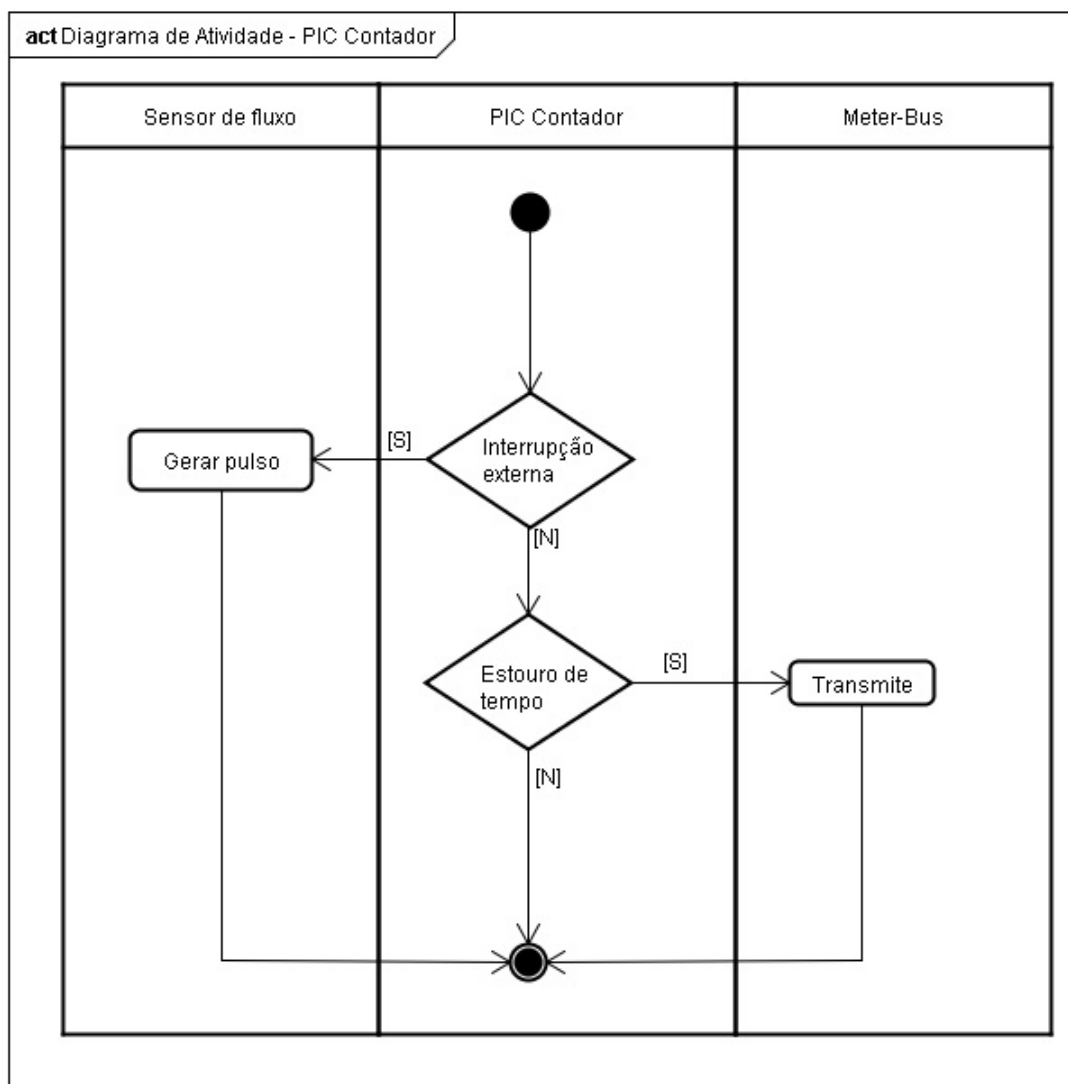 act Diagrama de Atividade - PIC Contador
Sensor de fluxo
PIC Contador
Meter-Bus
[S]
Gerar pulso
Interrupção
externa
[N]
[S]
Estouro de
tempo
Transmite
[N]